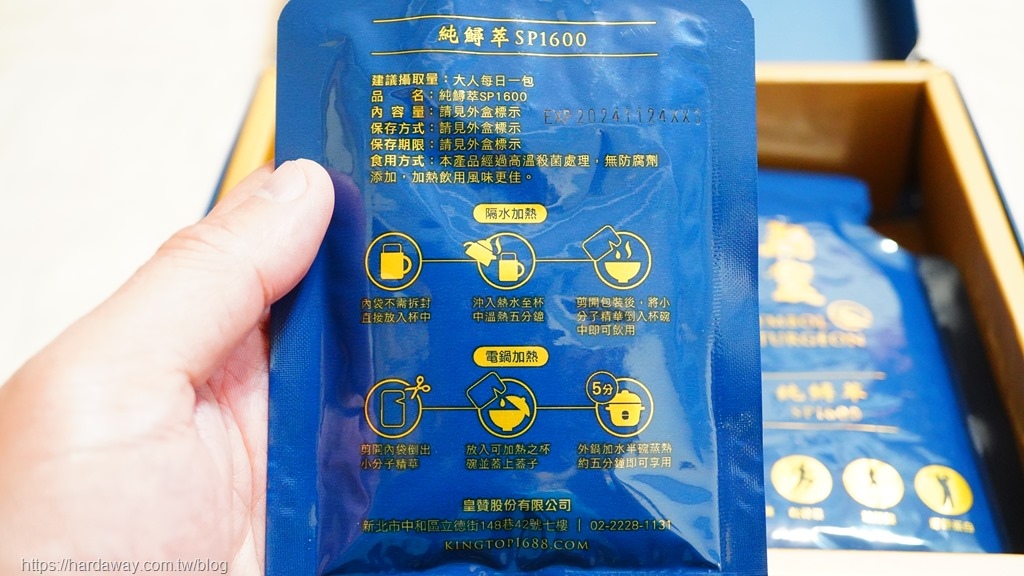 純鱘萃SP1600
建議攝取量：大人每日一包
品　　名：純鱘萃SP1600
內 容 量：請見外盒標示
EXP 20241124XX1
保存方式：請見外盒標示
保存期限：請見外盒標示
食用方式：本產品經過高溫殺菌處理，無防腐劑
添加，加熱飲用風味更佳。
隔水加熱
內袋不需拆封
直接放入杯中
沖入熱水至杯
中溫熱五分鐘
剪開包裝後，將小
分子精華倒入杯碗
中即可飲用
電鍋加熱
5分
剪開內袋倒出
小分子精華
放入可加熱之杯
碗並蓋上蓋子
外鍋加水半碗蒸熱
約五分鐘即可享用
皇贊股份有限公司
新北市中和區立德街148巷42號七樓 | 02-2228-1131
KINGTOP1688.COM
STURGEON
純鱘萃
SP1600
https://hardaway.com.tw/blog